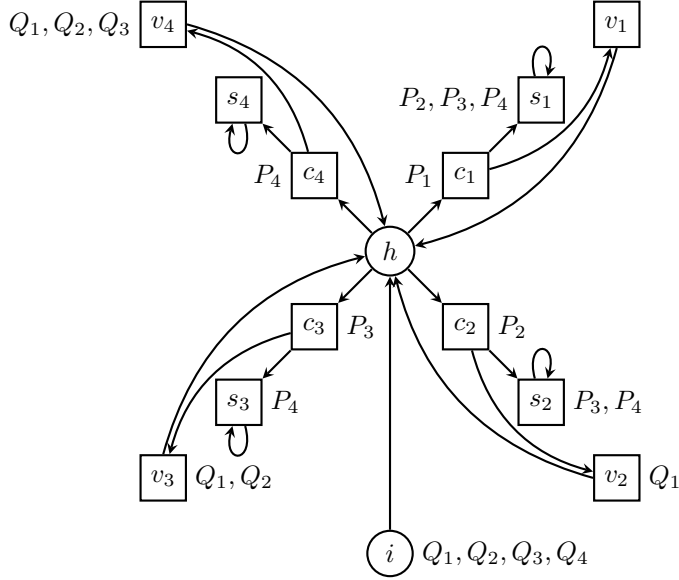 Q₁, Q₂, Q₃ v₄ v₁
s₄ P₂, P₃, P₄ s₁
P₄ c₄ P₁ c₁
h
c₃ P₃ c₂ P₂
s₃ P₄ s₂ P₃, P₄
v₃ Q₁, Q₂ v₂ Q₁
i Q₁, Q₂, Q₃, Q₄